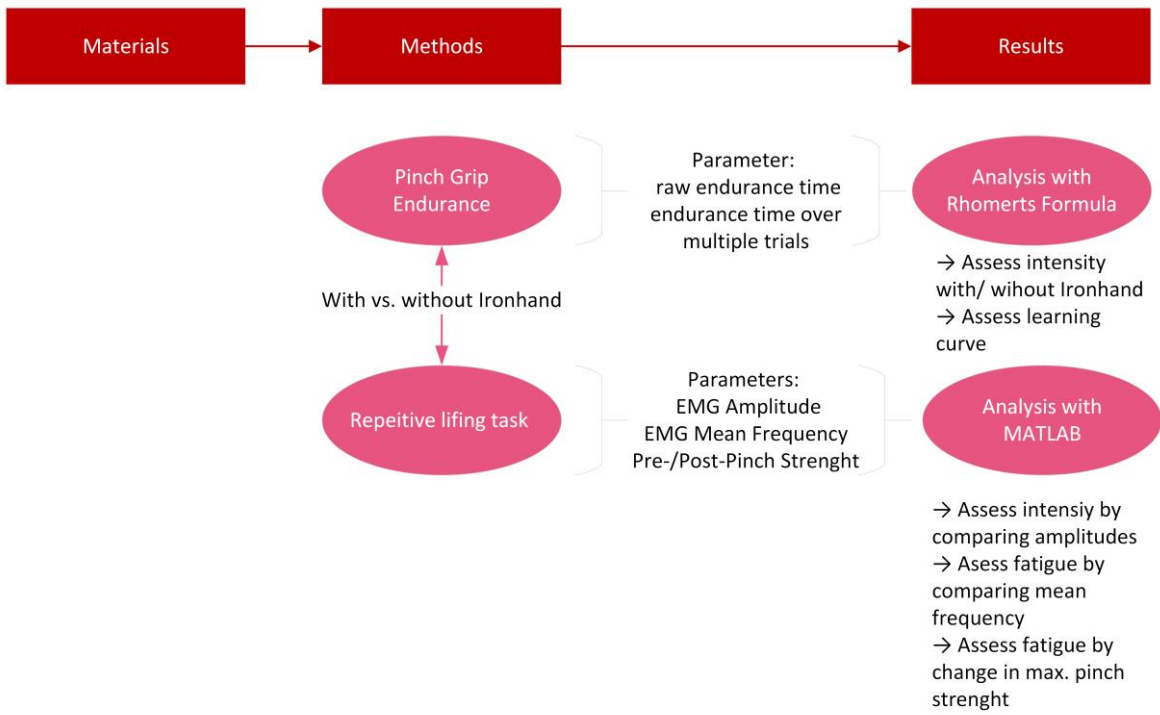 Materials
Methods
Results
Pinch Grip
Endurance
Parameter:
raw endurance time
endurance time over
multiple trials
Analysis with
Rhomerts Formula
→ Assess intensity
with/ wihout Ironhand
→ Assess learning
curve
With vs. without Ironhand
Repeitive lifing task
Parameters:
EMG Amplitude
EMG Mean Frequency
Pre-/Post-Pinch Strenght
Analysis with
MATLAB
→ Assess intensiy by
comparing amplitudes
→ Asess fatigue by
comparing mean
frequency
→ Assess fatigue by
change in max. pinch
strenght